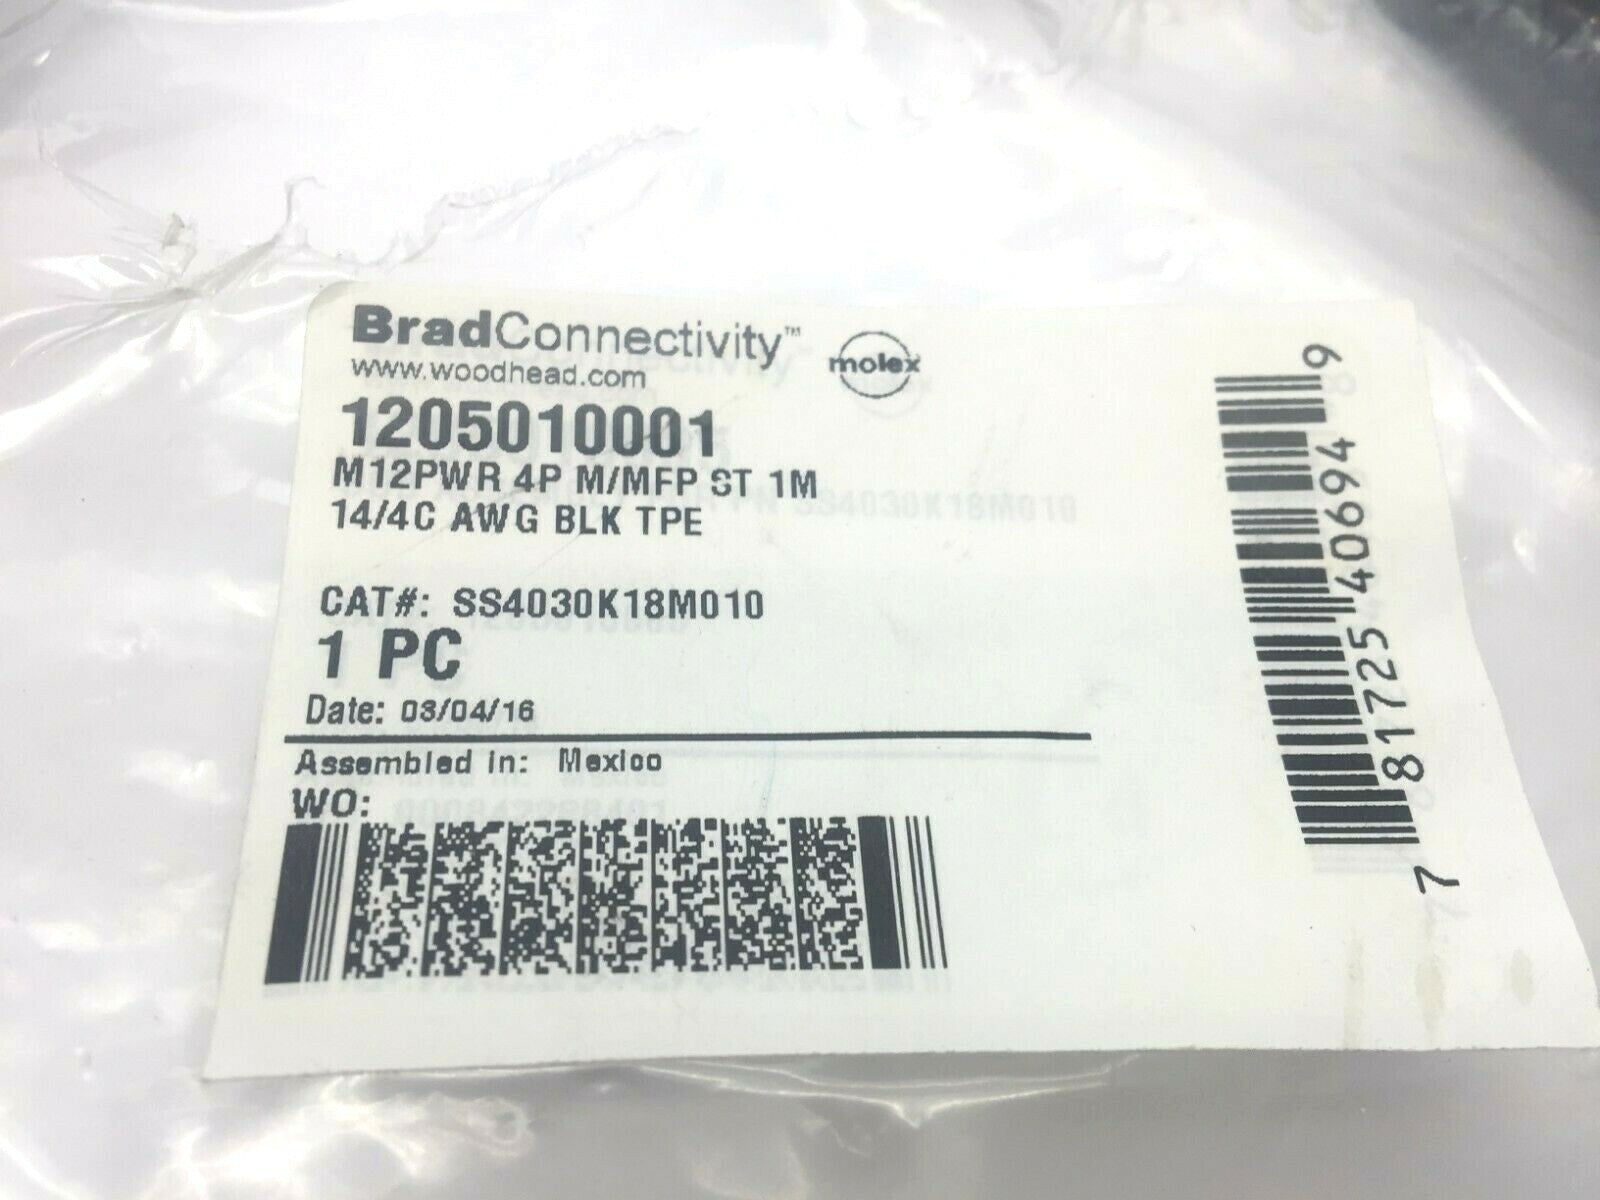 BradConnectivity™
molex
www.woodhead.com
1205010001
M12PWR 4P M/MFP ST 1M
14/4C AWG BLK TPE
CAT#: SS4030K18M010
1 PC
Date: 03/04/16
Assembled in: Mexico
WO:
7 81725 40694 9